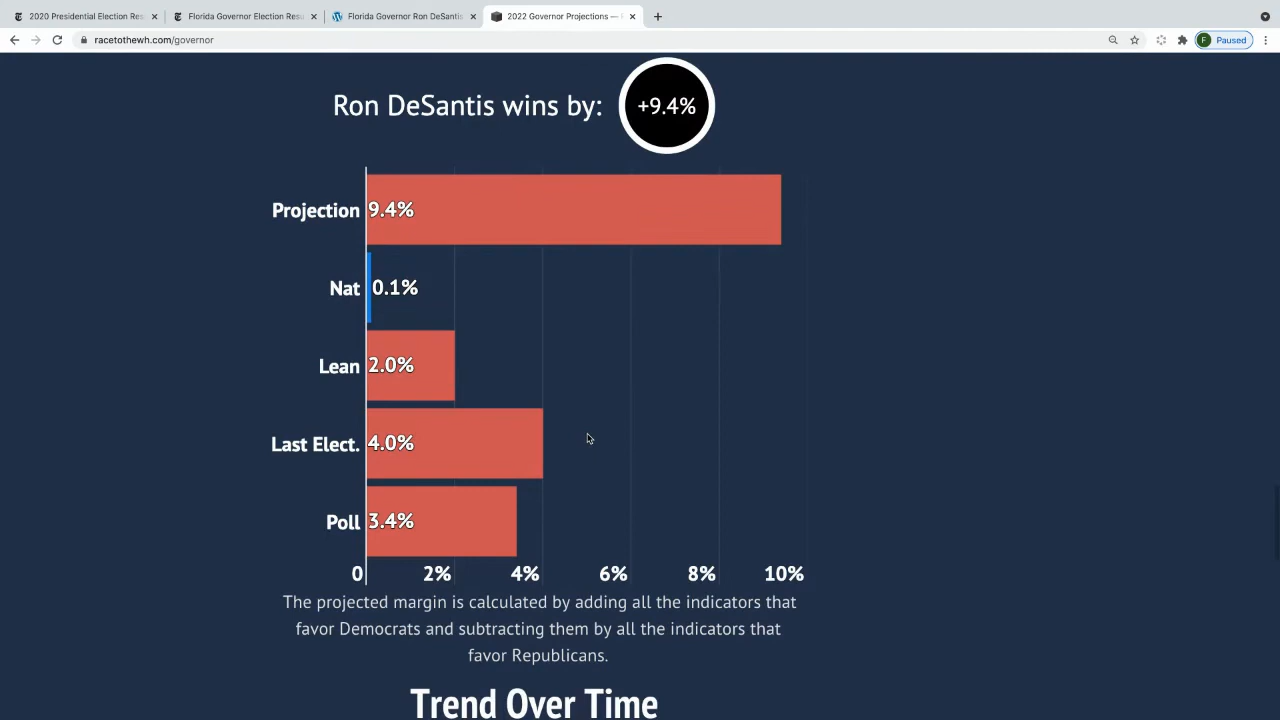 2020 Presidential Election Res
Florida Governor Election Resu
Florida Governor Ron DeSantis
2022 Governor Projections — R
racetothewh.com/governor
F Paused
Ron DeSantis wins by: +9.4%
Projection 9.4%
Nat 0.1%
Lean 2.0%
Last Elect. 4.0%
Poll 3.4%
0 2% 4% 6% 8% 10%
The projected margin is calculated by adding all the indicators that
favor Democrats and subtracting them by all the indicators that
favor Republicans.
Trend Over Time